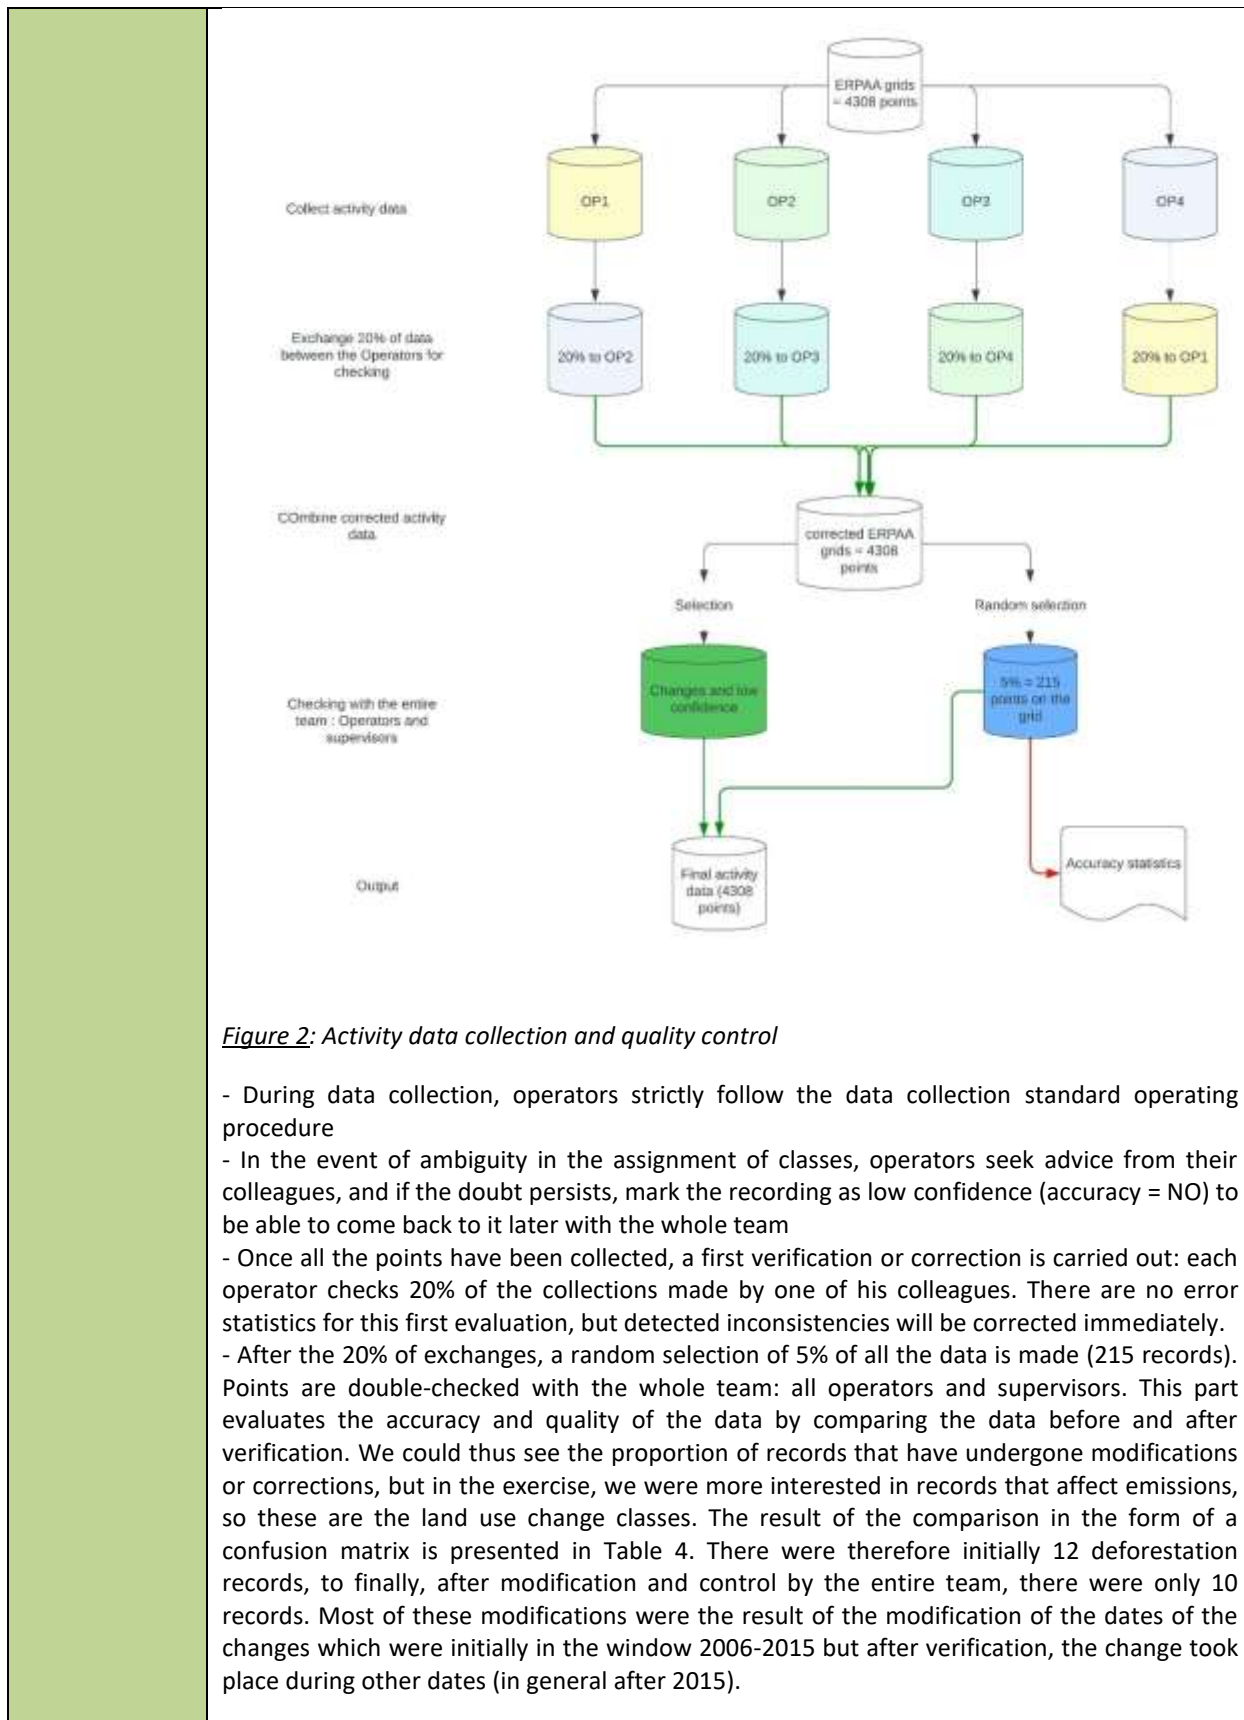 ERPAA grids
= 4308 points
Collect activity data
OP1
OP2
OP3
OP4
Exchange 20% of data
between the Operators for
checking
20% to OP2
20% to OP3
20% to OP4
20% to OP1
COmbine corrected activity
data
corrected ERPAA
grids = 4308
points
Selection
Random selection
Checking with the entire
team : Operators and
supervisors
Changes and low
confidence
5% = 215
points on the
grid
Output
Final activity
data (4308
points)
Accuracy statistics
Figure 2: Activity data collection and quality control
- During data collection, operators strictly follow the data collection standard operating
procedure
- In the event of ambiguity in the assignment of classes, operators seek advice from their
colleagues, and if the doubt persists, mark the recording as low confidence (accuracy = NO) to
be able to come back to it later with the whole team
- Once all the points have been collected, a first verification or correction is carried out: each
operator checks 20% of the collections made by one of his colleagues. There are no error
statistics for this first evaluation, but detected inconsistencies will be corrected immediately.
- After the 20% of exchanges, a random selection of 5% of all the data is made (215 records).
Points are double-checked with the whole team: all operators and supervisors. This part
evaluates the accuracy and quality of the data by comparing the data before and after
verification. We could thus see the proportion of records that have undergone modifications
or corrections, but in the exercise, we were more interested in records that affect emissions,
so these are the land use change classes. The result of the comparison in the form of a
confusion matrix is presented in Table 4. There were therefore initially 12 deforestation
records, to finally, after modification and control by the entire team, there were only 10
records. Most of these modifications were the result of the modification of the dates of the
changes which were initially in the window 2006-2015 but after verification, the change took
place during other dates (in general after 2015).